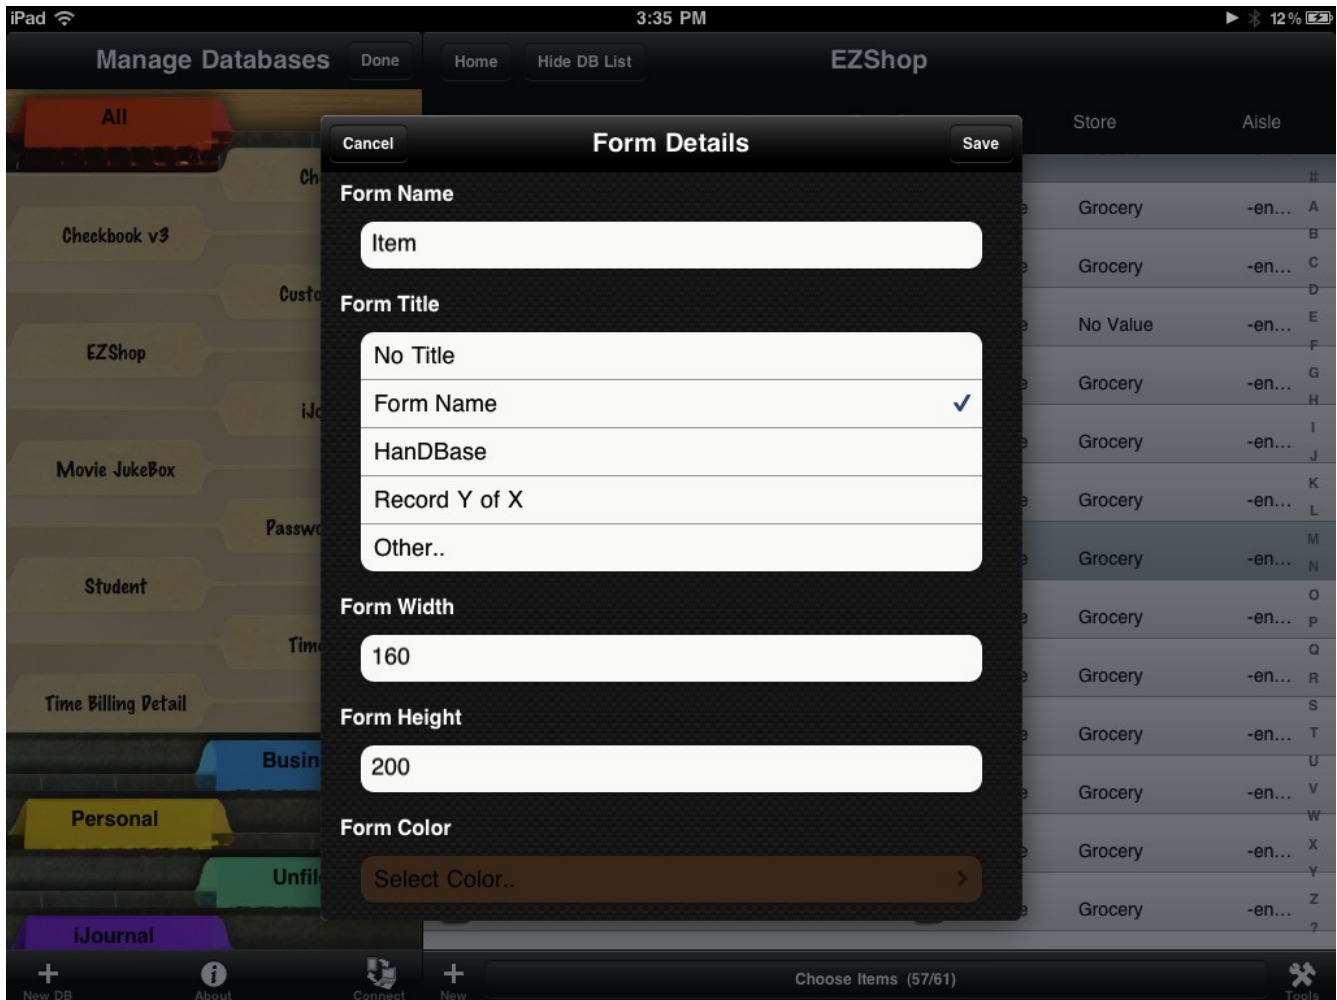 iPad 3:35 PM 12%
Manage Databases Done Home Hide DB List EZShop
All
Checkbook v3
EZShop
Movie JukeBox
Student
Time Billing Detail
Personal
iJournal
Cancel Form Details Save
Form Name
Item
Form Title
No Title
Form Name
HanDBase
Record Y of X
Other..
Form Width
160
Form Height
200
Form Color
Select Color..
Store Aisle
Grocery -en...
Grocery -en...
No Value -en...
Grocery -en...
Grocery -en...
Grocery -en...
Grocery -en...
Grocery -en...
Grocery -en...
Grocery -en...
Grocery -en...
Grocery -en...
Grocery -en...
#
A
B
C
D
E
F
G
H
I
J
K
L
M
N
O
P
Q
R
S
T
U
V
W
X
Y
Z
?
New DB About Connect New Choose Items (57/61) Tools